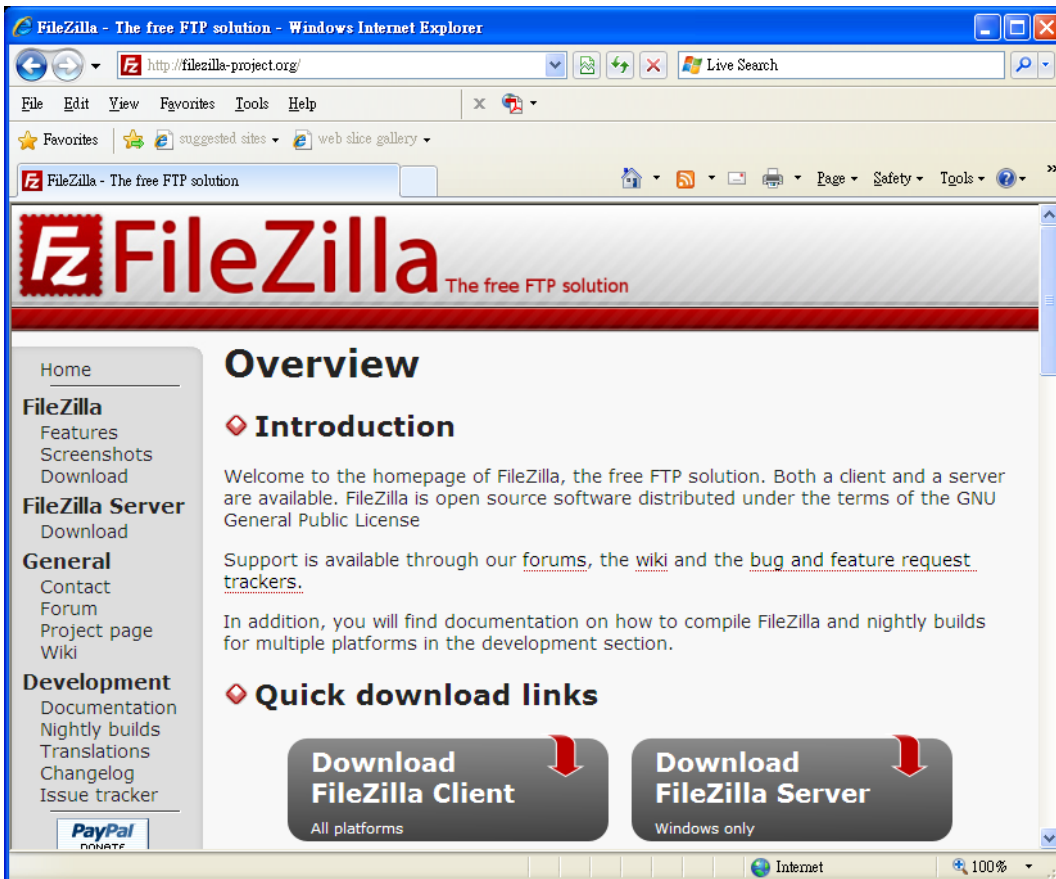 FileZilla - The free FTP solution - Windows Internet Explorer
http://filezilla-project.org/
Live Search
File Edit View Favorites Tools Help
Favorites suggested sites web slice gallery
FileZilla - The free FTP solution
Page Safety Tools »
FileZilla The free FTP solution
Home
FileZilla
Features
Screenshots
Download
FileZilla Server
Download
General
Contact
Forum
Project page
Wiki
Development
Documentation
Nightly builds
Translations
Changelog
Issue tracker
PayPal
DONATE
Overview
Introduction
Welcome to the homepage of FileZilla, the free FTP solution. Both a client and a server
are available. FileZilla is open source software distributed under the terms of the GNU
General Public License
Support is available through our forums, the wiki and the bug and feature request
trackers.
In addition, you will find documentation on how to compile FileZilla and nightly builds
for multiple platforms in the development section.
Quick download links
Download
FileZilla Client
All platforms
Download
FileZilla Server
Windows only
Internet
100%